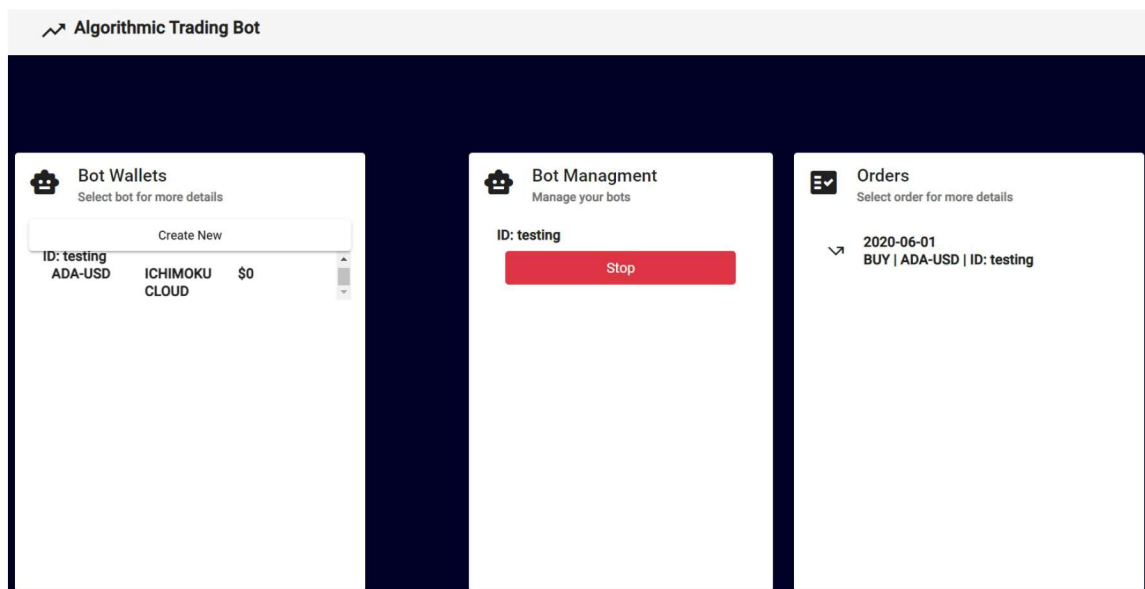 Algorithmic Trading Bot
Bot Wallets
Select bot for more details
Create New
ID: testing
ADA-USD ICHIMOKU $0
CLOUD
Bot Managment
Manage your bots
ID: testing
Stop
Orders
Select order for more details
2020-06-01
BUY | ADA-USD | ID: testing